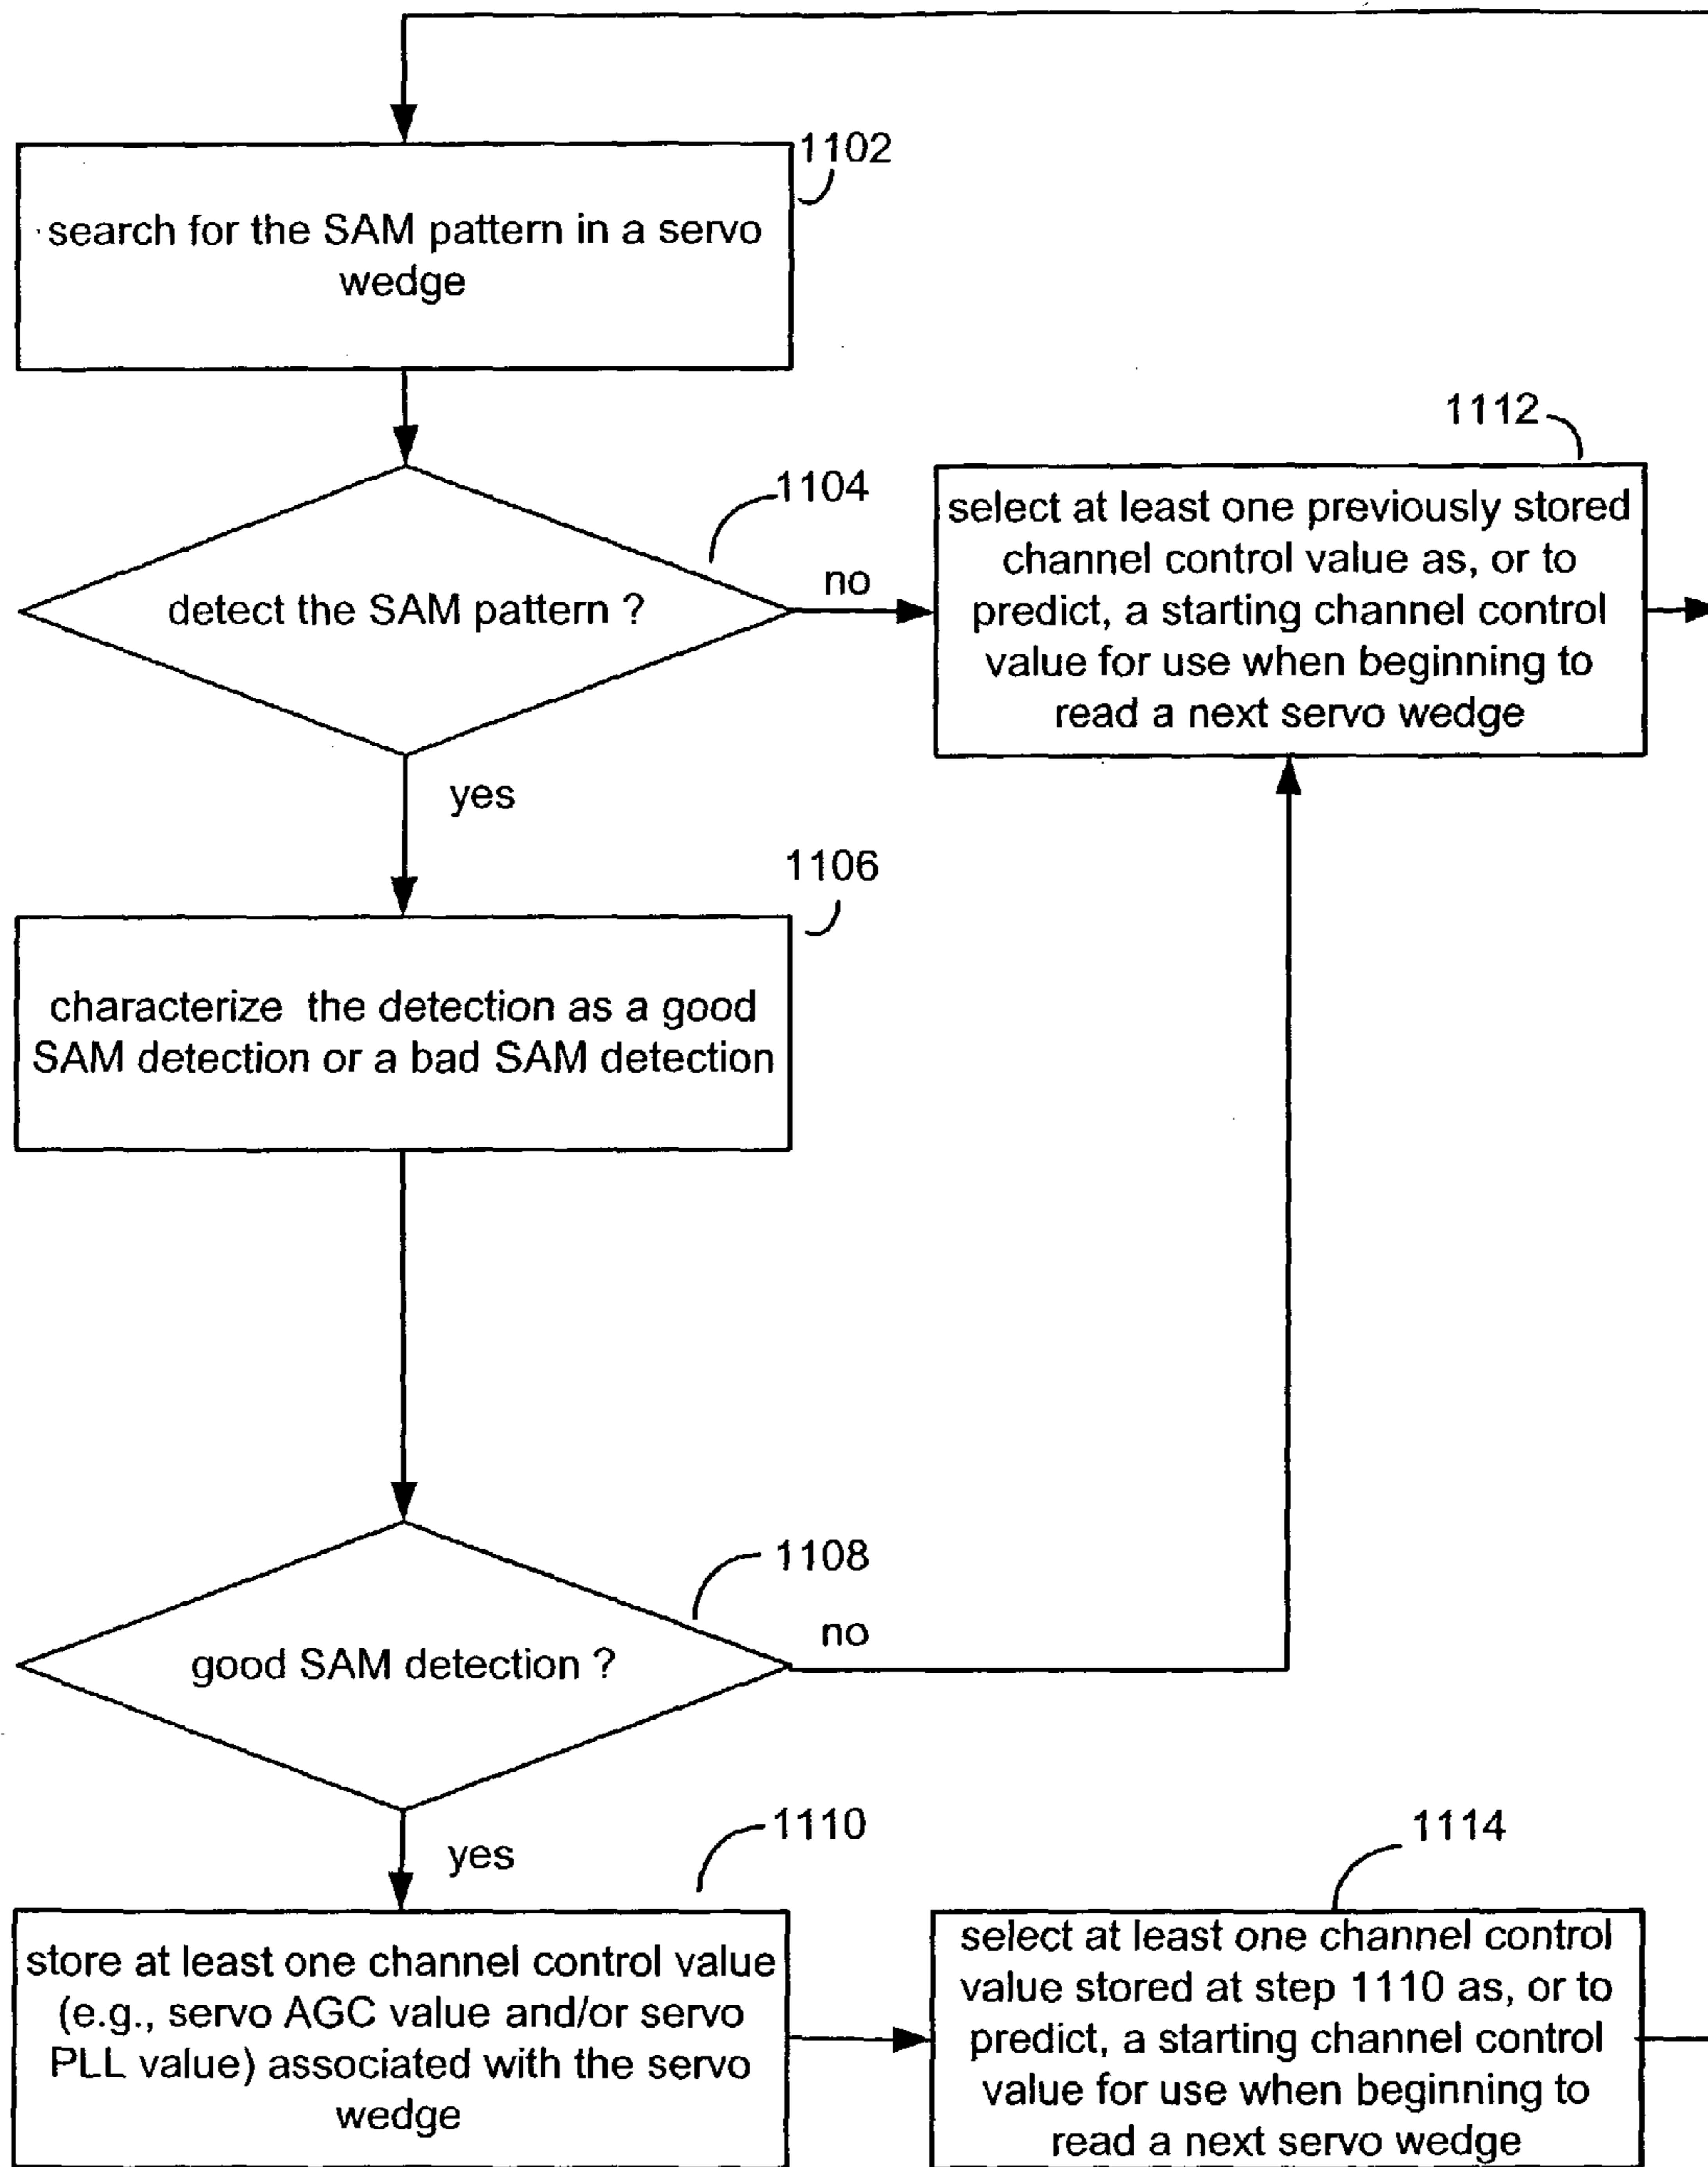 1102
search for the SAM pattern in a servo
wedge
1104
detect the SAM pattern ?
no
yes
1112
select at least one previously stored
channel control value as, or to
predict, a starting channel control
value for use when beginning to
read a next servo wedge
1106
characterize the detection as a good
SAM detection or a bad SAM detection
1108
good SAM detection ?
no
yes
1110
store at least one channel control value
(e.g., servo AGC value and/or servo
PLL value) associated with the servo
wedge
1114
select at least one channel control
value stored at step 1110 as, or to
predict, a starting channel control
value for use when beginning to
read a next servo wedge